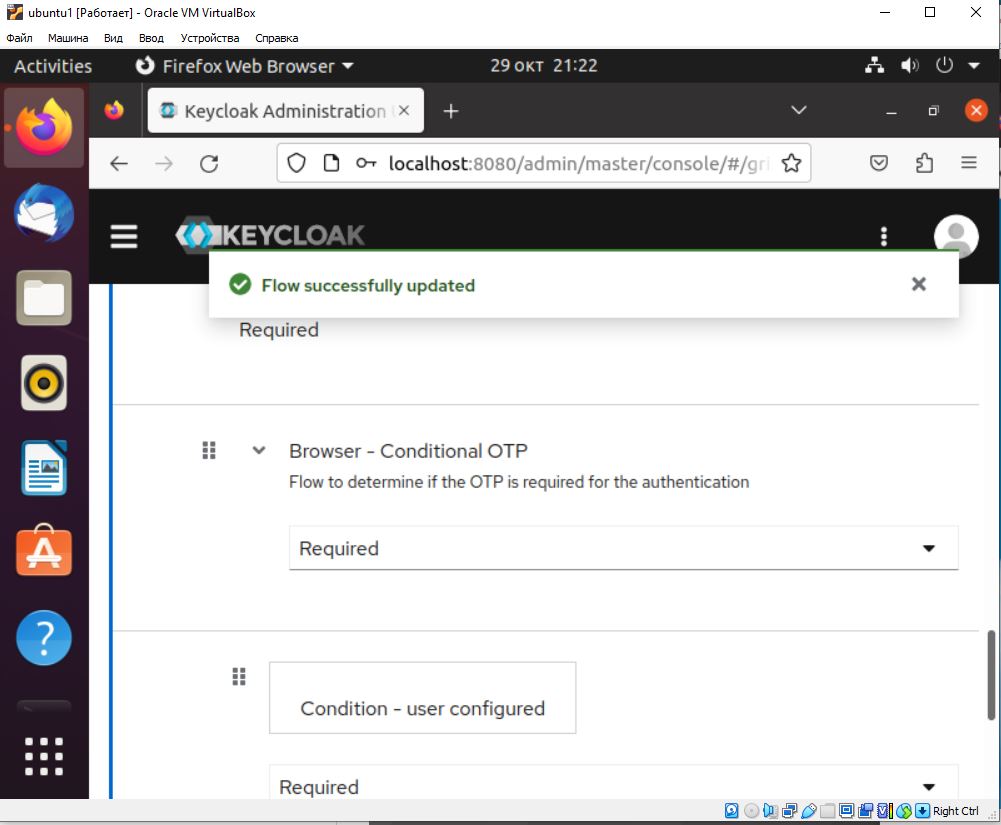 ubuntu1 [Работает] - Oracle VM VirtualBox
Файл Машина Вид Ввод Устройства Справка
Activities Firefox Web Browser 29 окт 21:22
Keycloak Administration
localhost:8080/admin/master/console/#/gri
KEYCLOAK
Flow successfully updated
Required
Browser - Conditional OTP
Flow to determine if the OTP is required for the authentication
Required
Condition - user configured
Required
Right Ctrl